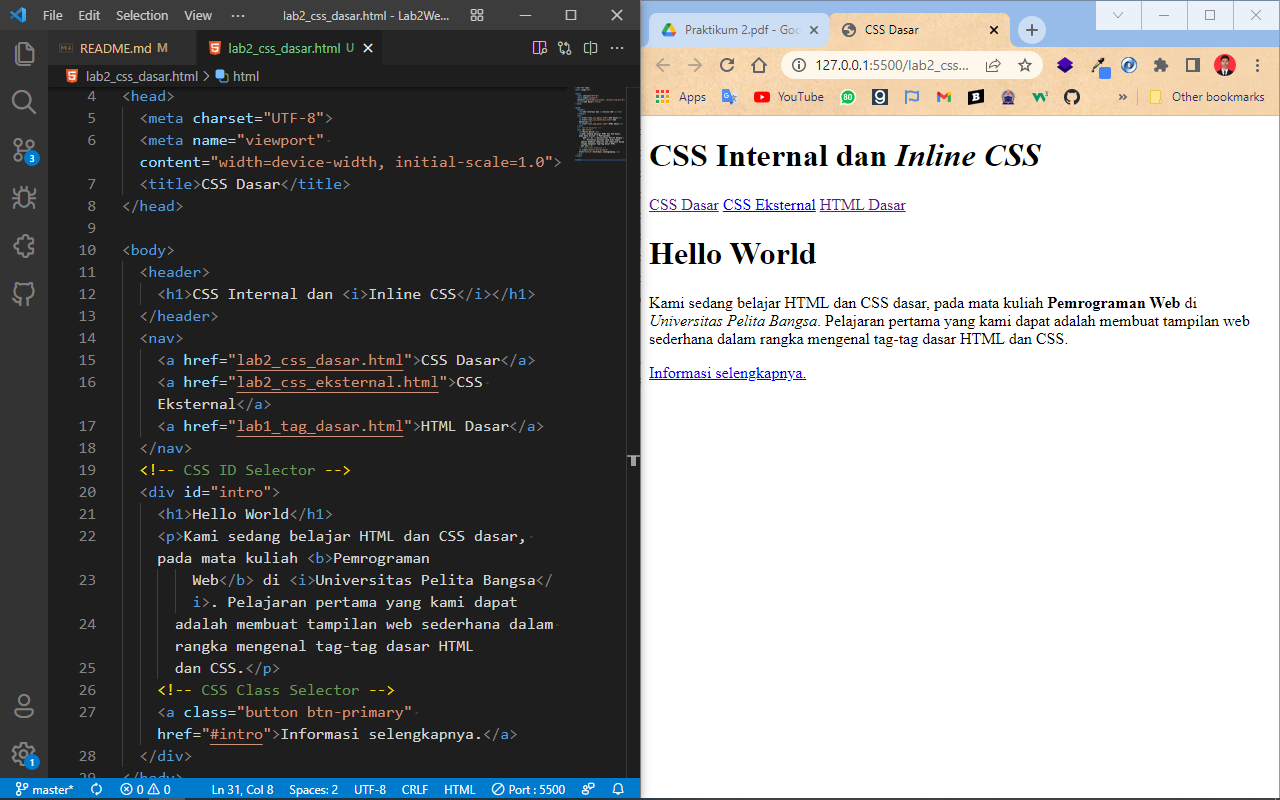 File Edit Selection View ··· lab2_css_dasar.html - Lab2We...
README.md M lab2_css_dasar.html U
lab2_css_dasar.html > html
4 <head>
5 <meta charset="UTF-8">
6 <meta name="viewport"
content="width=device-width, initial-scale=1.0">
7 <title>CSS Dasar</title>
8 </head>
9
10 <body>
11 <header>
12 <h1>CSS Internal dan <i>Inline CSS</i></h1>
13 </header>
14 <nav>
15 <a href="lab2_css_dasar.html">CSS Dasar</a>
16 <a href="lab2_css_eksternal.html">CSS
Eksternal</a>
17 <a href="lab1_tag_dasar.html">HTML Dasar</a>
18 </nav>
19 <!-- CSS ID Selector -->
20 <div id="intro">
21 <h1>Hello World</h1>
22 <p>Kami sedang belajar HTML dan CSS dasar,
pada mata kuliah <b>Pemrograman
23 Web</b> di <i>Universitas Pelita Bangsa</
i>. Pelajaran pertama yang kami dapat
24 adalah membuat tampilan web sederhana dalam
rangka mengenal tag-tag dasar HTML
25 dan CSS.</p>
26 <!-- CSS Class Selector -->
27 <a class="button btn-primary"
href="#intro">Informasi selengkapnya.</a>
28 </div>
29 </body>
3
1
master* 0 0 Ln 31, Col 8 Spaces: 2 UTF-8 CRLF HTML Port : 5500
Praktikum 2.pdf - Goo CSS Dasar
127.0.0.1:5500/lab2_css...
Apps YouTube 80 g M B w³ » Other bookmarks
CSS Internal dan Inline CSS
CSS Dasar CSS Eksternal HTML Dasar
Hello World
Kami sedang belajar HTML dan CSS dasar, pada mata kuliah Pemrograman Web di
Universitas Pelita Bangsa. Pelajaran pertama yang kami dapat adalah membuat tampilan web
sederhana dalam rangka mengenal tag-tag dasar HTML dan CSS.
Informasi selengkapnya.